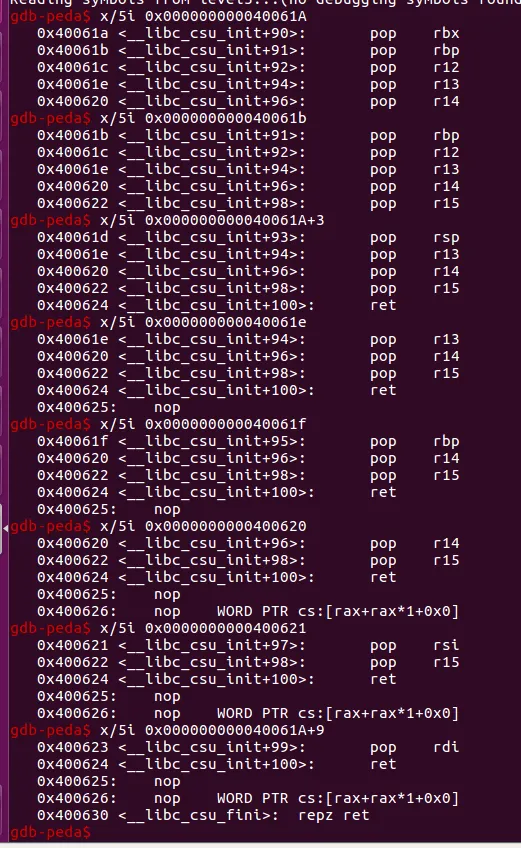 Reading symbols from level5...(no debugging symbols found
gdb-peda$ x/5i 0x000000000040061A
0x40061a <__libc_csu_init+90>: pop rbx
0x40061b <__libc_csu_init+91>: pop rbp
0x40061c <__libc_csu_init+92>: pop r12
0x40061e <__libc_csu_init+94>: pop r13
0x400620 <__libc_csu_init+96>: pop r14
gdb-peda$ x/5i 0x000000000040061b
0x40061b <__libc_csu_init+91>: pop rbp
0x40061c <__libc_csu_init+92>: pop r12
0x40061e <__libc_csu_init+94>: pop r13
0x400620 <__libc_csu_init+96>: pop r14
0x400622 <__libc_csu_init+98>: pop r15
gdb-peda$ x/5i 0x000000000040061A+3
0x40061d <__libc_csu_init+93>: pop rsp
0x40061e <__libc_csu_init+94>: pop r13
0x400620 <__libc_csu_init+96>: pop r14
0x400622 <__libc_csu_init+98>: pop r15
0x400624 <__libc_csu_init+100>: ret
gdb-peda$ x/5i 0x000000000040061e
0x40061e <__libc_csu_init+94>: pop r13
0x400620 <__libc_csu_init+96>: pop r14
0x400622 <__libc_csu_init+98>: pop r15
0x400624 <__libc_csu_init+100>: ret
0x400625: nop
gdb-peda$ x/5i 0x000000000040061f
0x40061f <__libc_csu_init+95>: pop rbp
0x400620 <__libc_csu_init+96>: pop r14
0x400622 <__libc_csu_init+98>: pop r15
0x400624 <__libc_csu_init+100>: ret
0x400625: nop
gdb-peda$ x/5i 0x0000000000400620
0x400620 <__libc_csu_init+96>: pop r14
0x400622 <__libc_csu_init+98>: pop r15
0x400624 <__libc_csu_init+100>: ret
0x400625: nop
0x400626: nop WORD PTR cs:[rax+rax*1+0x0]
gdb-peda$ x/5i 0x0000000000400621
0x400621 <__libc_csu_init+97>: pop rsi
0x400622 <__libc_csu_init+98>: pop r15
0x400624 <__libc_csu_init+100>: ret
0x400625: nop
0x400626: nop WORD PTR cs:[rax+rax*1+0x0]
gdb-peda$ x/5i 0x000000000040061A+9
0x400623 <__libc_csu_init+99>: pop rdi
0x400624 <__libc_csu_init+100>: ret
0x400625: nop
0x400626: nop WORD PTR cs:[rax+rax*1+0x0]
0x400630 <__libc_csu_fini>: repz ret
gdb-peda$